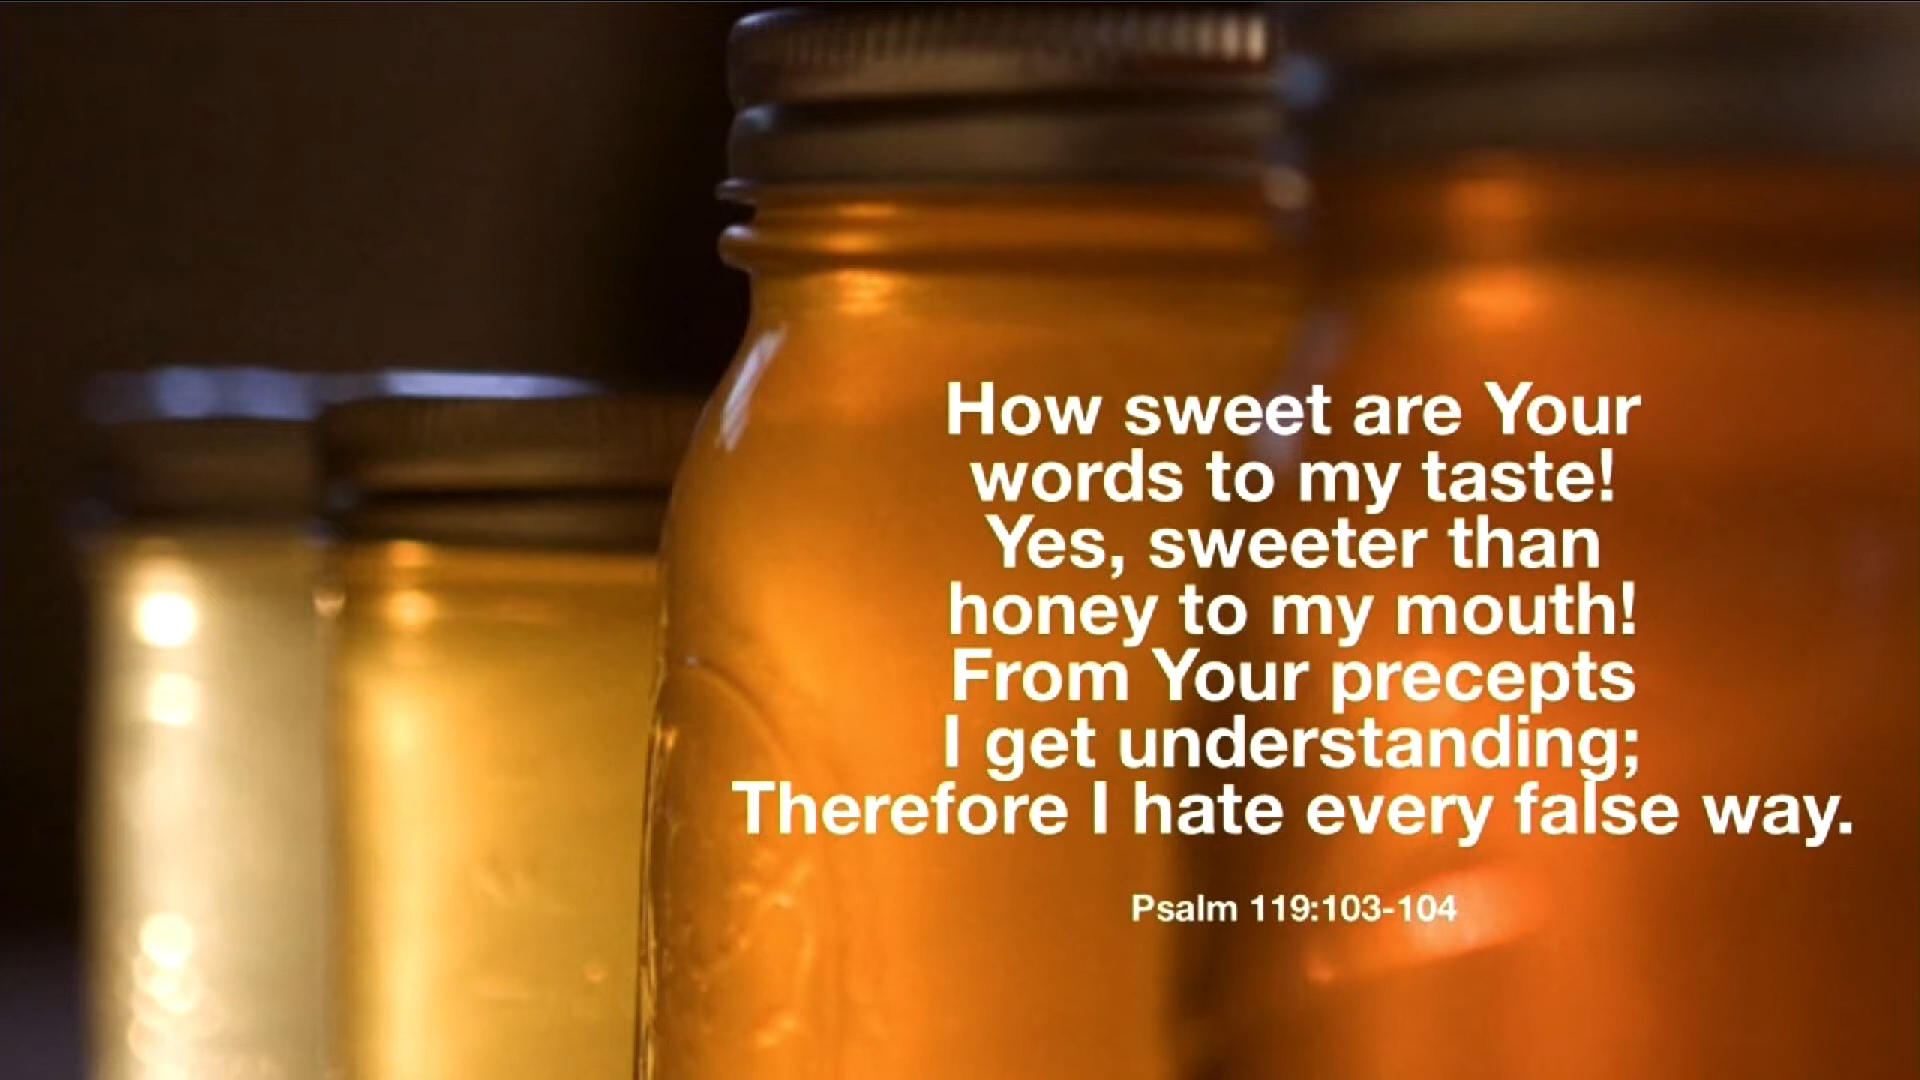 How sweet are Your
words to my taste!
Yes, sweeter than
honey to my mouth!
From Your precepts
I get understanding;
Therefore I hate every false way.
Psalm 119:103-104